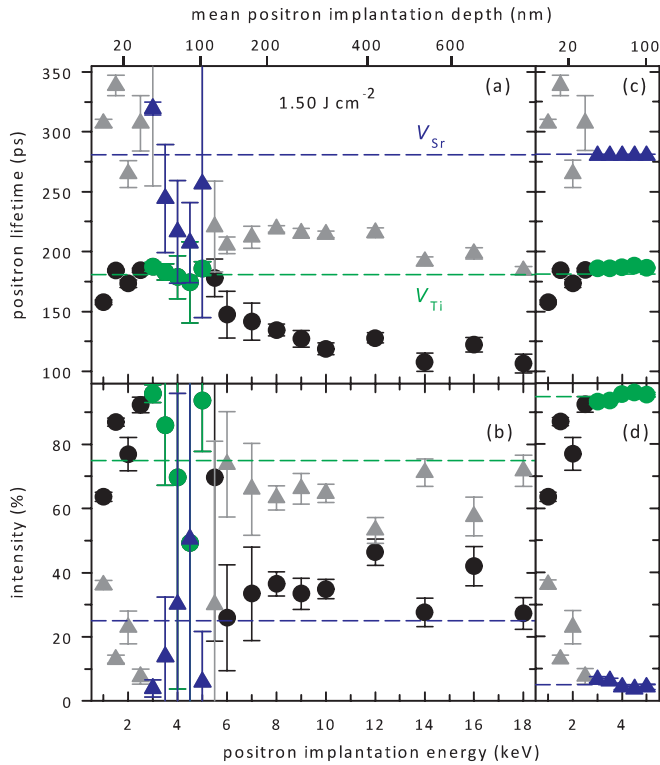 mean positron implantation depth (nm)
20 100 200 400 600 20 100
350 300 250 200 150 100
positron lifetime (ps)
1.50 J cm-2
(a)
(c)
VSr
VTi
80 60 40 20 0
intensity (%)
(b)
(d)
2 4 6 8 10 12 14 16 18 2 4
positron implantation energy (keV)